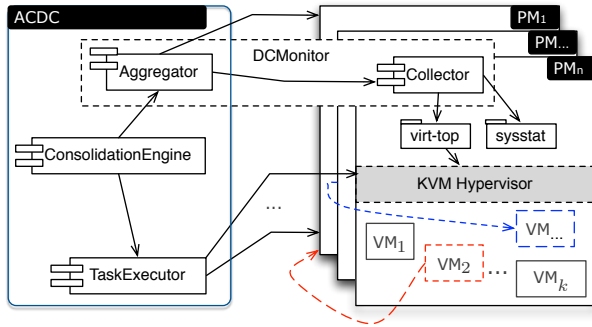 ACDC
PM1
PM...
PMn
DCMonitor
Aggregator
Collector
virt-top
sysstat
ConsolidationEngine
KVM Hypervisor
...
VM...
VM1
VM2
...
VMk
TaskExecutor